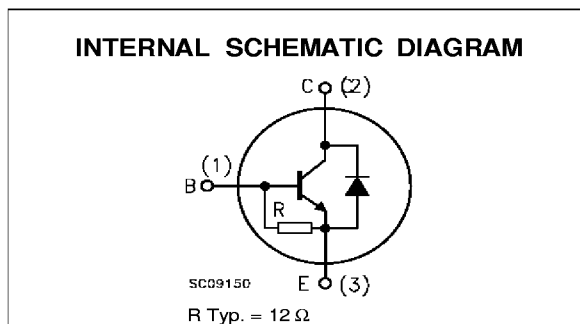 INTERNAL SCHEMATIC DIAGRAM
C (2)
(1)
B
R
SC09150
E (3)
R Typ. = 12 Ω